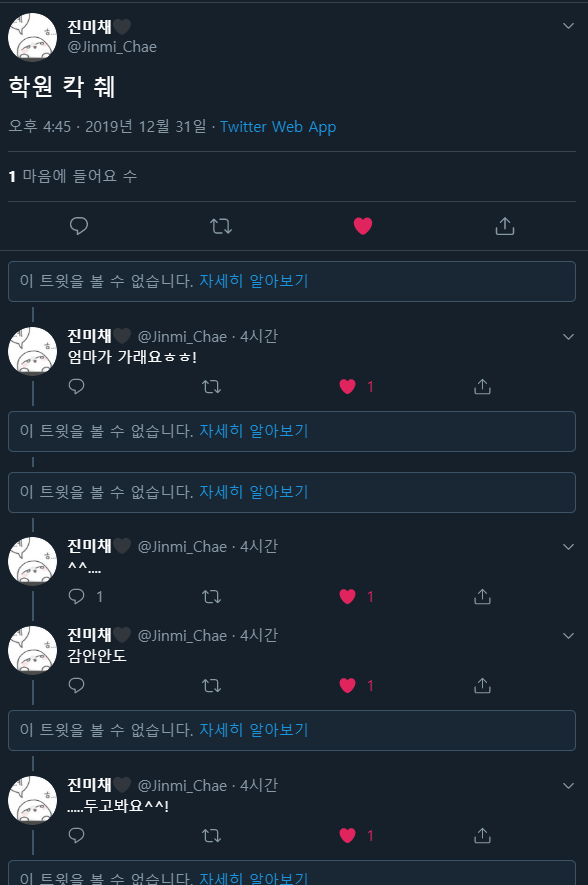 진미채🖤
@Jinmi_Chae
학원 칵 췌
오후 4:45 · 2019년 12월 31일 · Twitter Web App
1 마음에 들어요 수
이 트윗을 볼 수 없습니다. 자세히 알아보기
진미채🖤 @Jinmi_Chae · 4시간
엄마가 가래요ㅎㅎ!
1
이 트윗을 볼 수 없습니다. 자세히 알아보기
이 트윗을 볼 수 없습니다. 자세히 알아보기
진미채🖤 @Jinmi_Chae · 4시간
^^....
1 1
진미채🖤 @Jinmi_Chae · 4시간
감안안도
1
이 트윗을 볼 수 없습니다. 자세히 알아보기
진미채🖤 @Jinmi_Chae · 4시간
.....두고봐요^^!
1
이 트윗을 볼 수 없습니다. 자세히 알아보기